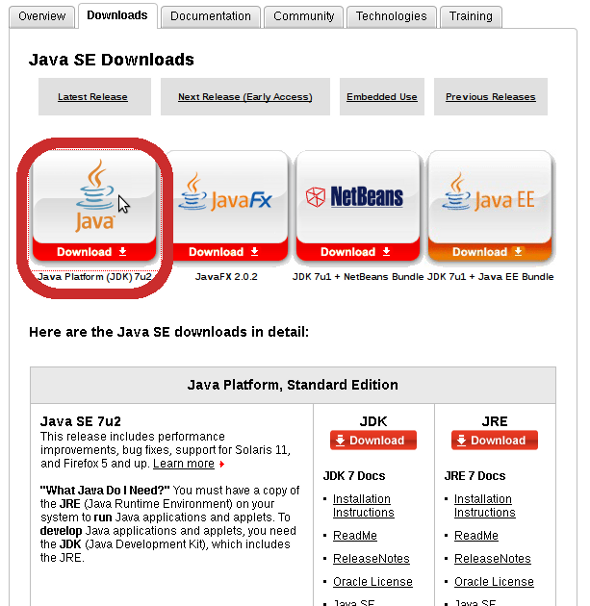 Overview Downloads Documentation Community Technologies Training
Java SE Downloads
Latest Release Next Release (Early Access) Embedded Use Previous Releases
Java JavaFX NetBeans Java EE
Download Download Download Download
Java Platform (JDK) 7u2 JavaFX 2.0.2 JDK 7u1 + NetBeans Bundle JDK 7u1 + Java EE Bundle
Here are the Java SE downloads in detail:
Java Platform, Standard Edition
Java SE 7u2
This release includes performance
improvements, bug fixes, support for Solaris 11,
and Firefox 5 and up. Learn more
"What Java Do I Need?" You must have a copy of
the JRE (Java Runtime Environment) on your
system to run Java applications and applets. To
develop Java applications and applets, you need
the JDK (Java Development Kit), which includes
the JRE.
JDK
Download
JDK 7 Docs
Installation
Instructions
ReadMe
ReleaseNotes
Oracle License
Java SE
JRE
Download
JRE 7 Docs
Installation
Instructions
ReadMe
ReleaseNotes
Oracle License
Java SE